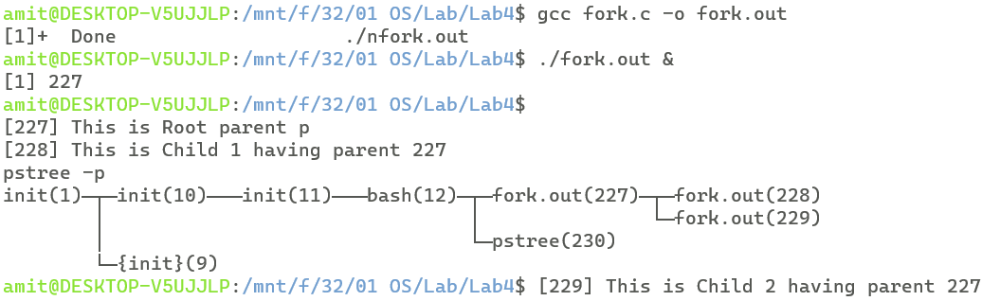 amit@DESKTOP-V5UJJLP:/mnt/f/32/01 OS/Lab/Lab4$ gcc fork.c -o fork.out
[1]+  Done                    ./nfork.out
amit@DESKTOP-V5UJJLP:/mnt/f/32/01 OS/Lab/Lab4$ ./fork.out &
[1] 227
amit@DESKTOP-V5UJJLP:/mnt/f/32/01 OS/Lab/Lab4$
[227] This is Root parent p
[228] This is Child 1 having parent 227
pstree -p
init(1)─┬─init(10)───init(11)───bash(12)─┬─fork.out(227)─┬─fork.out(228)
        │                                │               └─fork.out(229)
        │                                └─pstree(230)
        └─{init}(9)
amit@DESKTOP-V5UJJLP:/mnt/f/32/01 OS/Lab/Lab4$ [229] This is Child 2 having parent 227